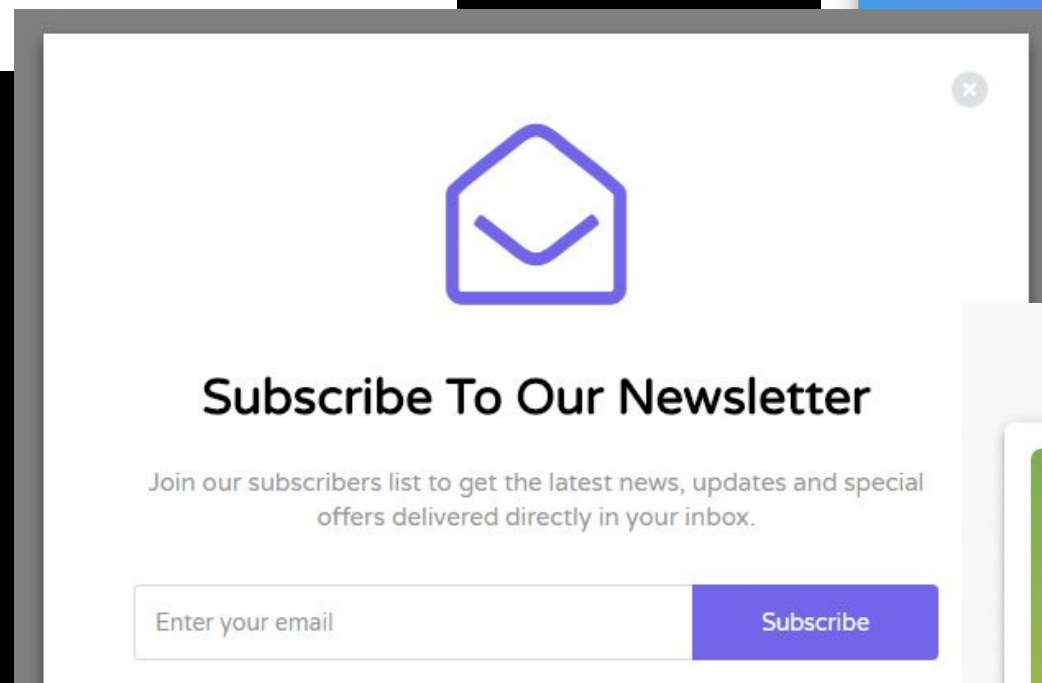 Subscribe To Our Newsletter
Join our subscribers list to get the latest news, updates and special
offers delivered directly in your inbox.
Enter your email
Subscribe